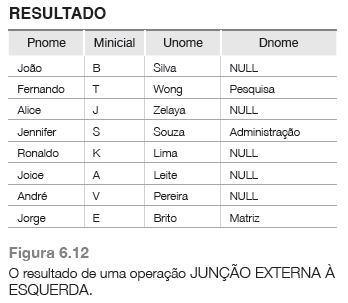 RESULTADO
Pnome Minicial Unome Dnome
João B Silva NULL
Fernando T Wong Pesquisa
Alice J Zelaya NULL
Jennifer S Souza Administração
Ronaldo K Lima NULL
Joice A Leite NULL
André V Pereira NULL
Jorge E Brito Matriz
Figura 6.12
O resultado de uma operação JUNÇÃO EXTERNA À
ESQUERDA.